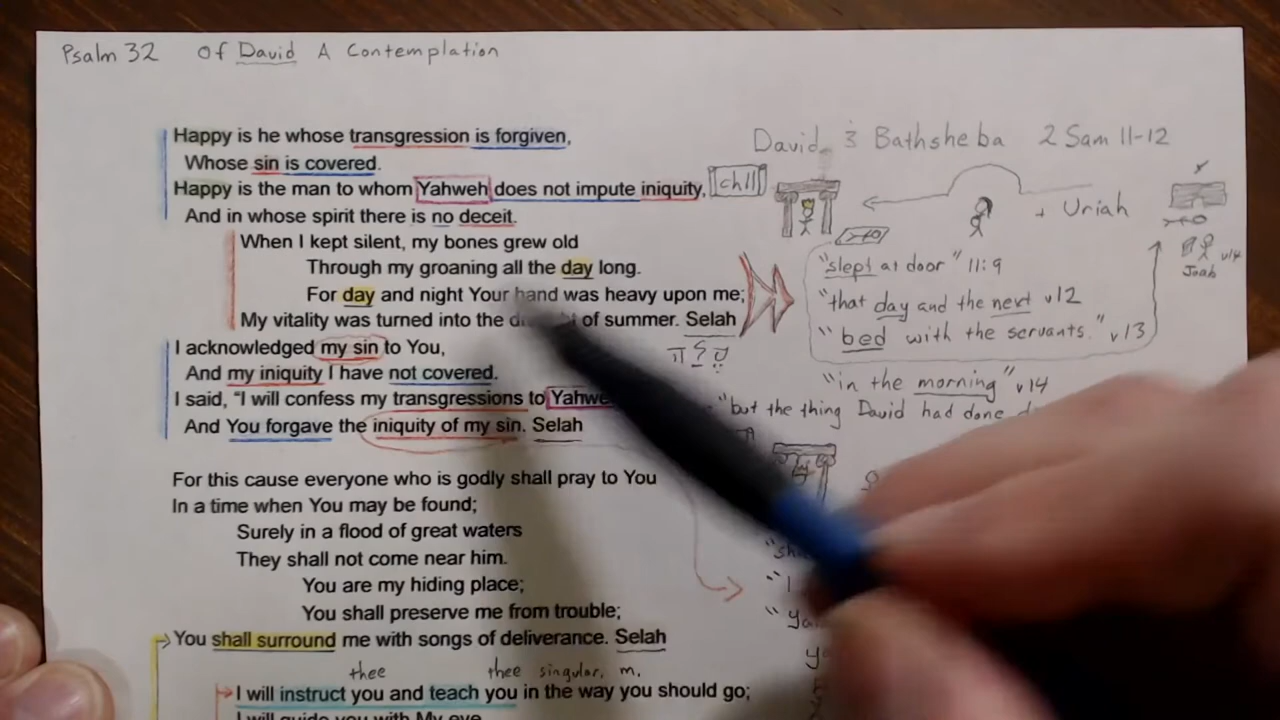 Psalm 32 Of David A Contemplation
Happy is he whose transgression is forgiven,
Whose sin is covered.
Happy is the man to whom Yahweh does not impute iniquity,
And in whose spirit there is no deceit.
When I kept silent, my bones grew old
Through my groaning all the day long.
For day and night Your hand was heavy upon me;
My vitality was turned into the of summer. Selah
I acknowledged my sin to You,
And my iniquity I have not covered.
I said, “I will confess my transgressions to
And You forgave the iniquity of my sin. Selah
For this cause everyone who is godly shall pray to You
In a time when You may be found;
Surely in a flood of great waters
They shall not come near him.
You are my hiding place;
You shall preserve me from trouble;
You shall surround me with songs of deliverance. Selah
thee thee singular, m.
I will instruct you and teach you in the way you should go;
I will guide you with My eye.
David & Bathsheba 2 Sam 11-12
ch11
+ Uriah
Joab v14
"slept at door" 11:9
"that day and the next v12
"bed with the servants." v13
"in the morning" v14
"but the thing David had done